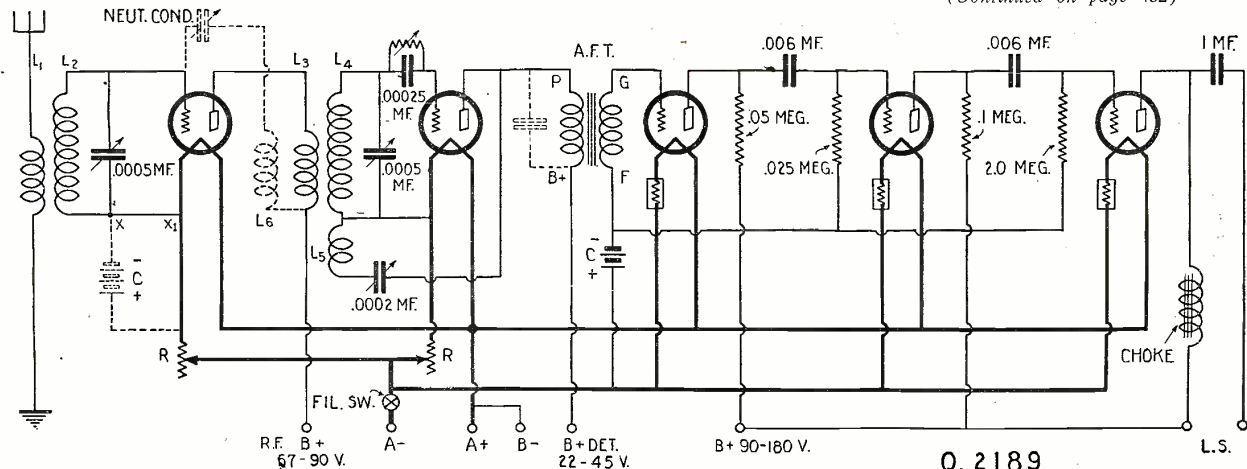 (Continued on page 482)
NEUT. COND.
L1
L2
L3
L4
A.F.T.
.006 MF.
.006 MF.
1 MF.
P
G
.00025
MF.
.0005 MF.
.0005
MF.
.05 MEG.
.025 MEG.
.1 MEG.
2.0 MEG.
B+
F
L6
X
X1
L5
- C +
- C +
.0002 MF.
R
R
CHOKE
FIL. SW.
R.F. B+
67-90 V.
A-
A+
B-
B+ DET.
22-45 V.
B+ 90-180 V.
Q. 2189
L.S.